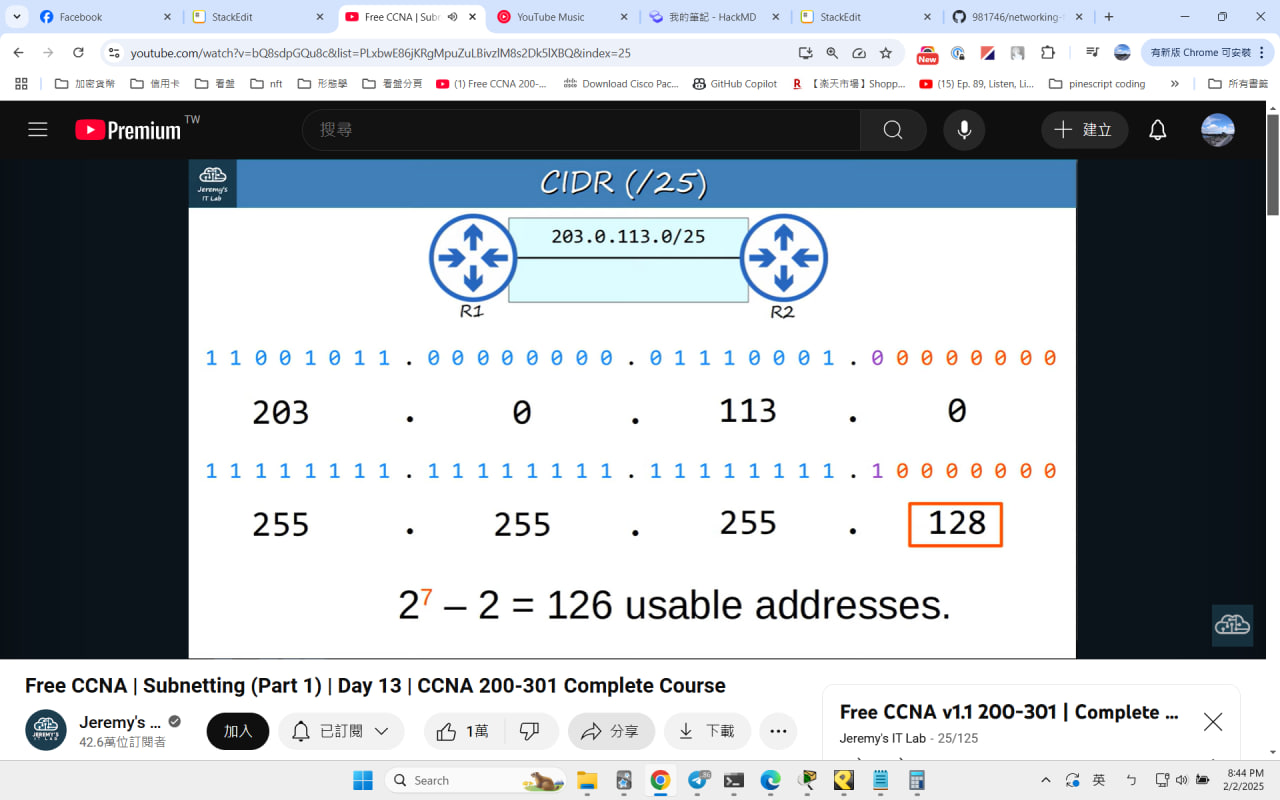 Facebook
StackEdit
Free CCNA | Sub
YouTube Music
我的筆記 - HackMD
StackEdit
981746/networking-
youtube.com/watch?v=bQ8sdpGQu8c&list=PLxbwE86jKRgMpuZuLBivzlM8s2Dk5lXBQ&index=25
New
有新版 Chrome 可安裝
加密貨幣
信用卡
看盤
nft
形態學
看盤分頁
(1) Free CCNA 200-...
Download Cisco Pac...
GitHub Copilot
【楽天市場】Shopp...
(15) Ep. 89, Listen, Li...
pinescript coding
所有書籤
Premium TW
搜尋
建立
Jeremy's
IT Lab
CIDR (/25)
203.0.113.0/25
R1
R2
1 1 0 0 1 0 1 1 . 0 0 0 0 0 0 0 0 . 0 1 1 1 0 0 0 1 . 0 0 0 0 0 0 0 0
203 . 0 . 113 . 0
1 1 1 1 1 1 1 1 . 1 1 1 1 1 1 1 1 . 1 1 1 1 1 1 1 1 . 1 0 0 0 0 0 0 0
255 . 255 . 255 . 128
2⁷ – 2 = 126 usable addresses.
Free CCNA | Subnetting (Part 1) | Day 13 | CCNA 200-301 Complete Course
JEREMY'S
IT LAB
Jeremy's ...
42.6萬位訂閱者
加入
已訂閱
1萬
分享
下載
Free CCNA v1.1 200-301 | Complete ...
Jeremy's IT Lab - 25/125
Search
86
英
ㄅ
8:44 PM
2/2/2025